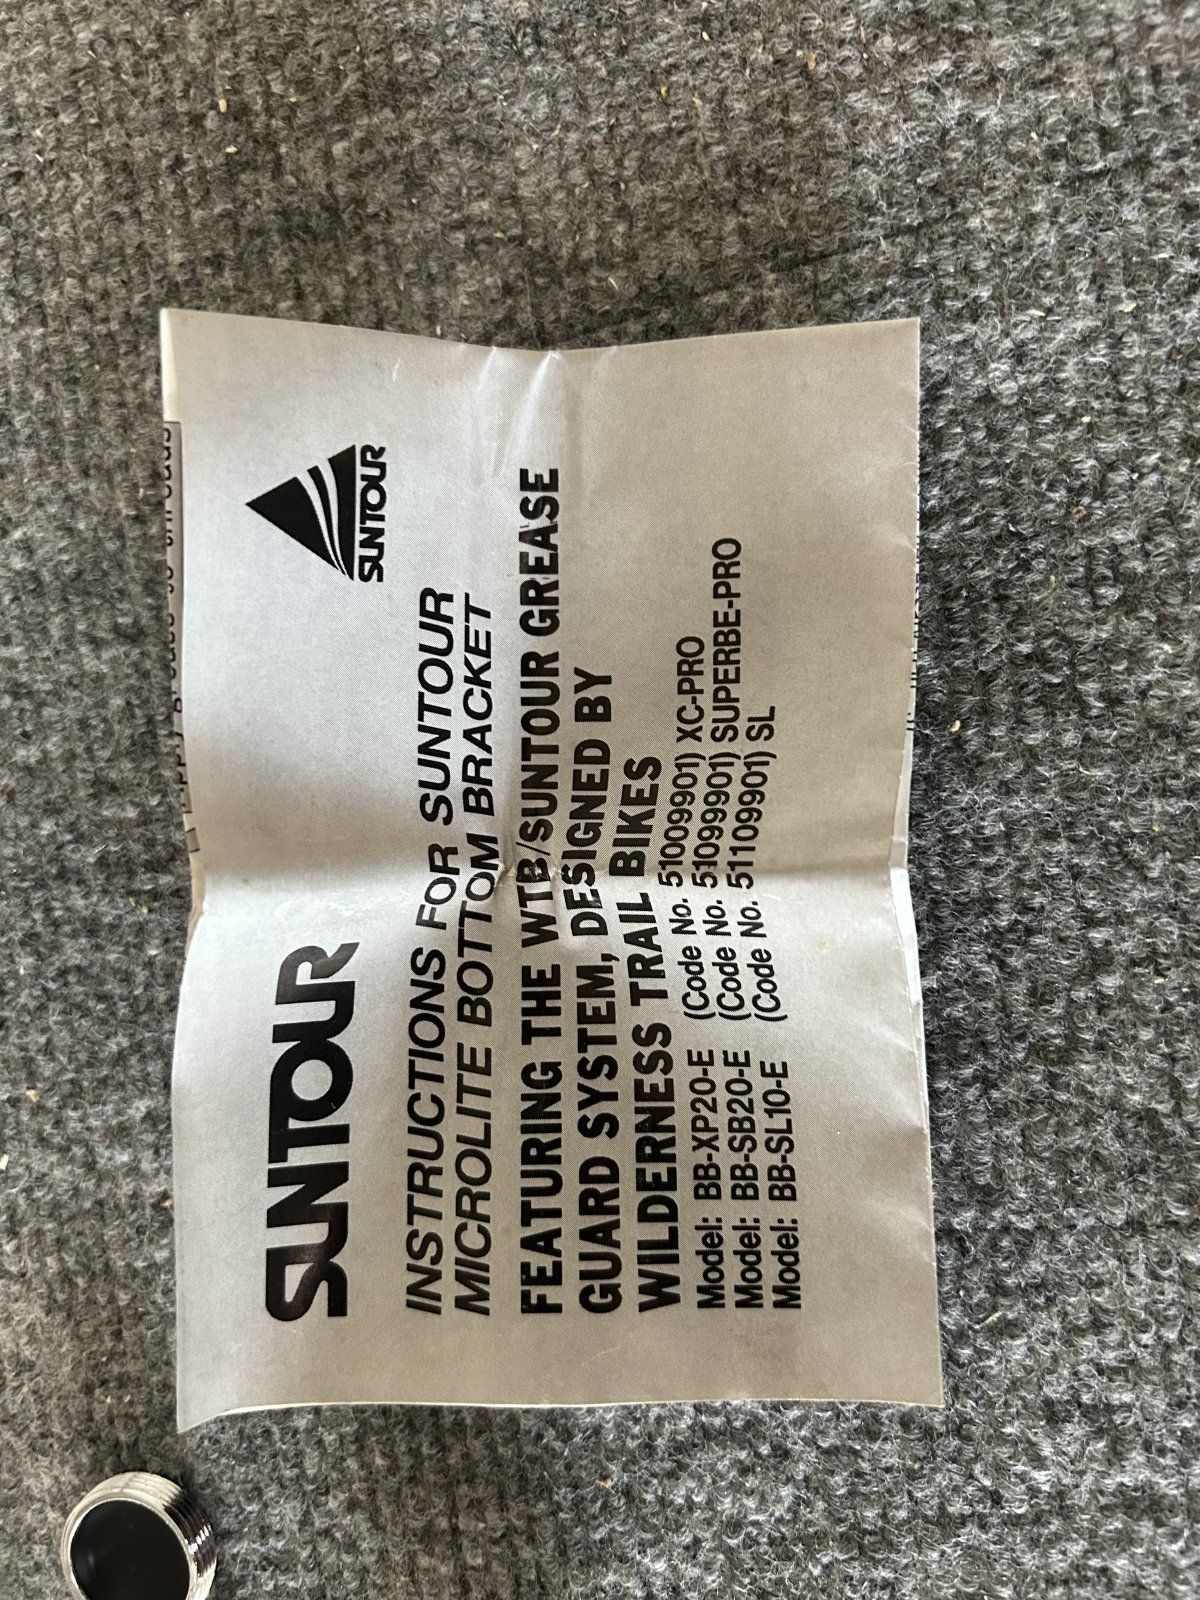 SUNTOUR
SUNTOUR
INSTRUCTIONS FOR SUNTOUR
MICROLITE BOTTOM BRACKET
FEATURING THE WTB/SUNTOUR GREASE
GUARD SYSTEM, DESIGNED BY
WILDERNESS TRAIL BIKES
Model: BB-XP20-E (Code No. 51009901) XC-PRO
Model: BB-SB20-E (Code No. 51099901) SUPERBE-PRO
Model: BB-SL10-E (Code No. 51109901) SL